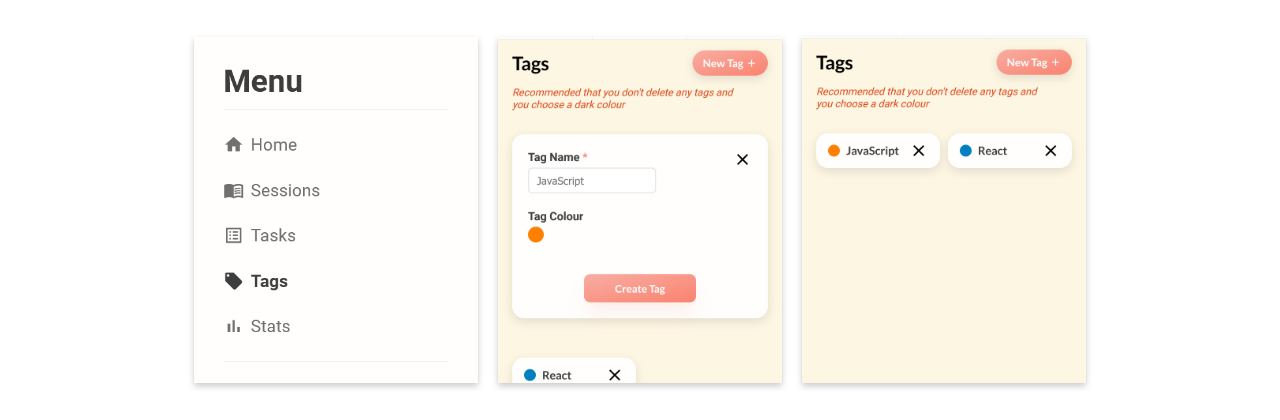 Menu
Home
Sessions
Tasks
Tags
Stats
Tags
New Tag +
Recommended that you don't delete any tags and
you choose a dark colour
Tag Name *
JavaScript
Tag Colour
Create Tag
React
Tags
New Tag +
Recommended that you don't delete any tags and
you choose a dark colour
JavaScript
React